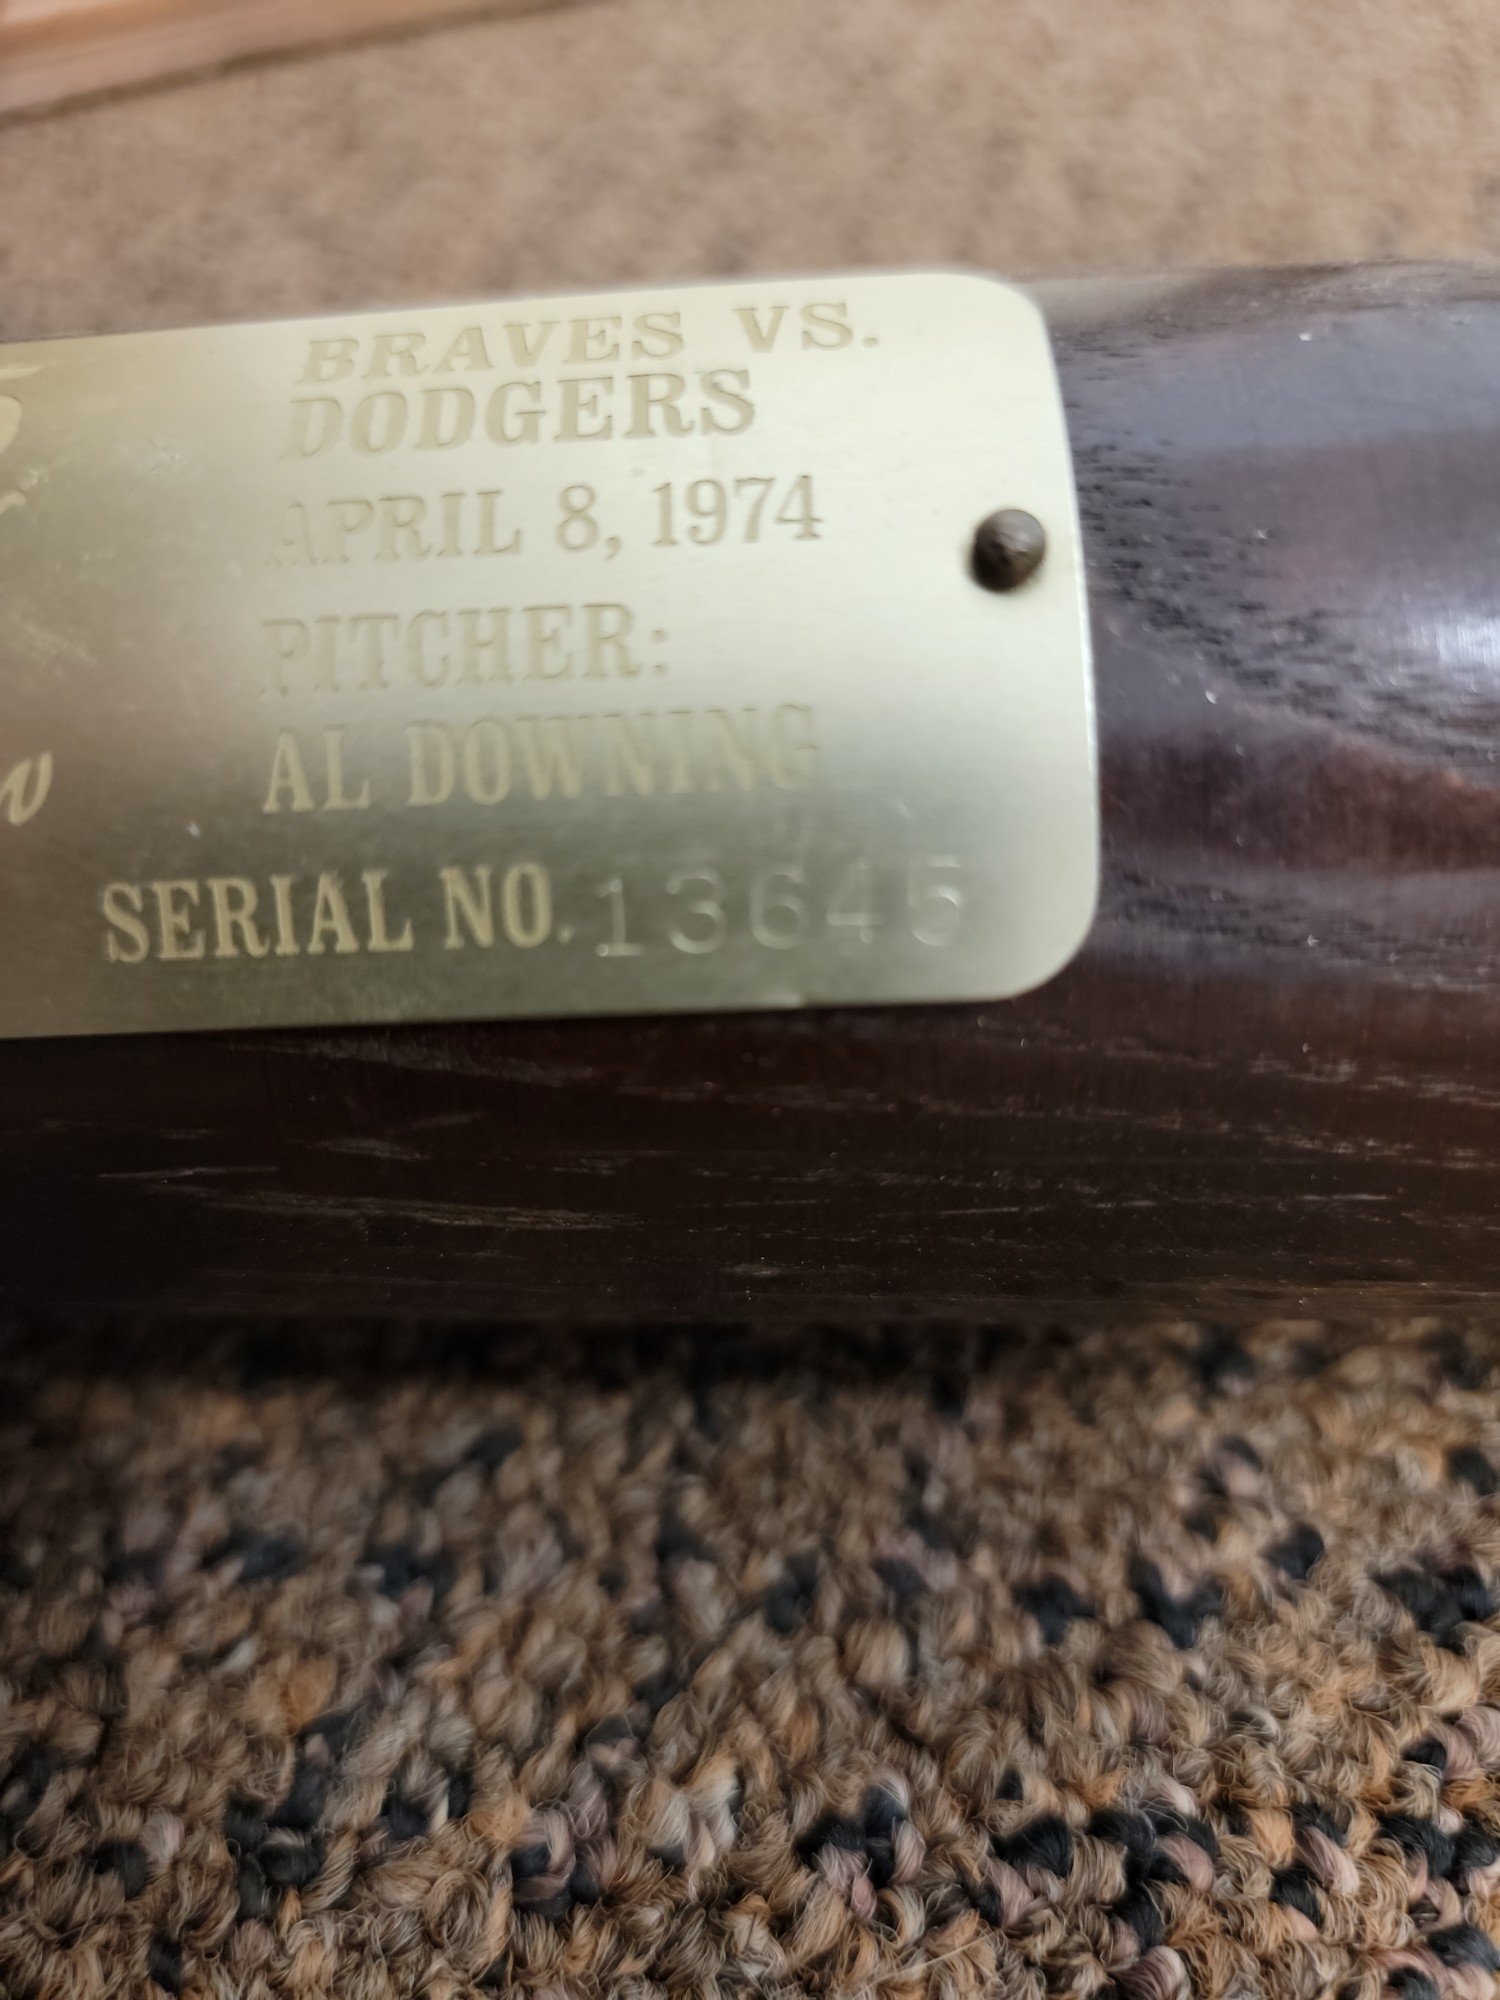 BRAVES VS.
DODGERS
APRIL 8, 1974
PITCHER:
AL DOWNING
SERIAL NO. 13645